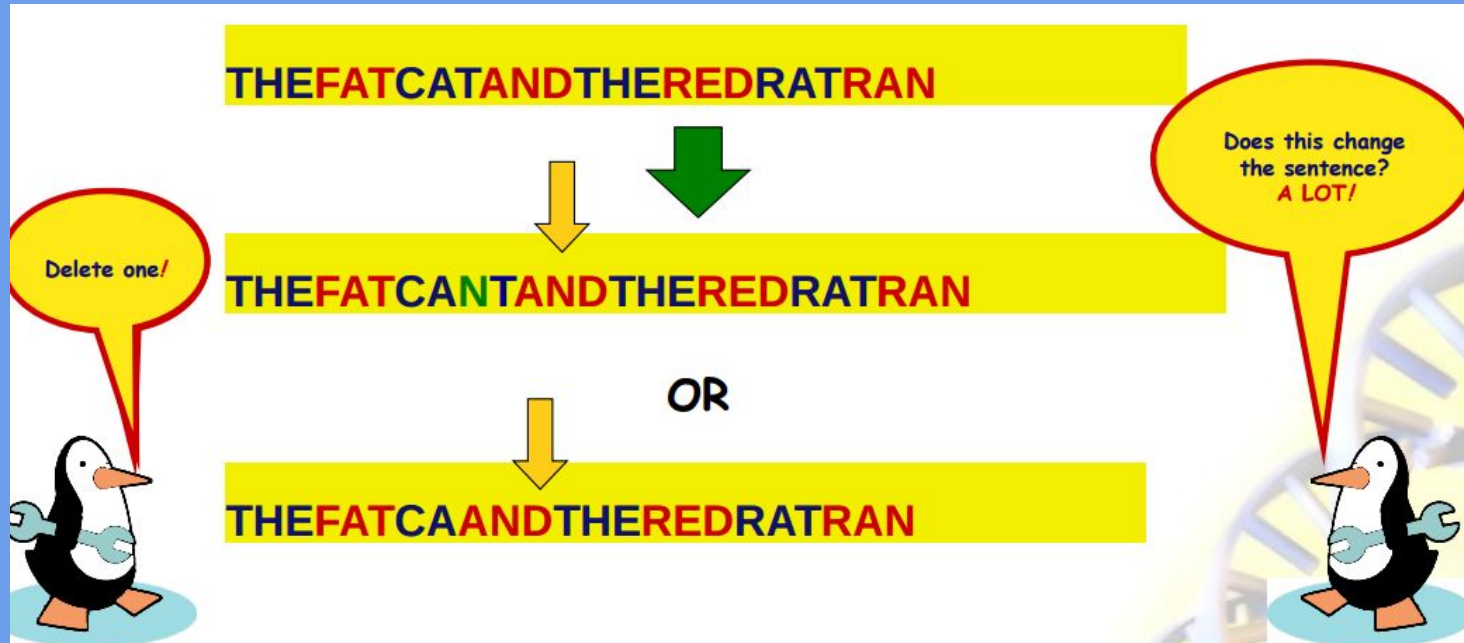 THEFATCATANDTHEREDRATRAN
Does this change
the sentence?
A LOT!
Delete one!
THEFATCANTANDTHEREDRATRAN
OR
THEFATCAANDTHEREDRATRAN